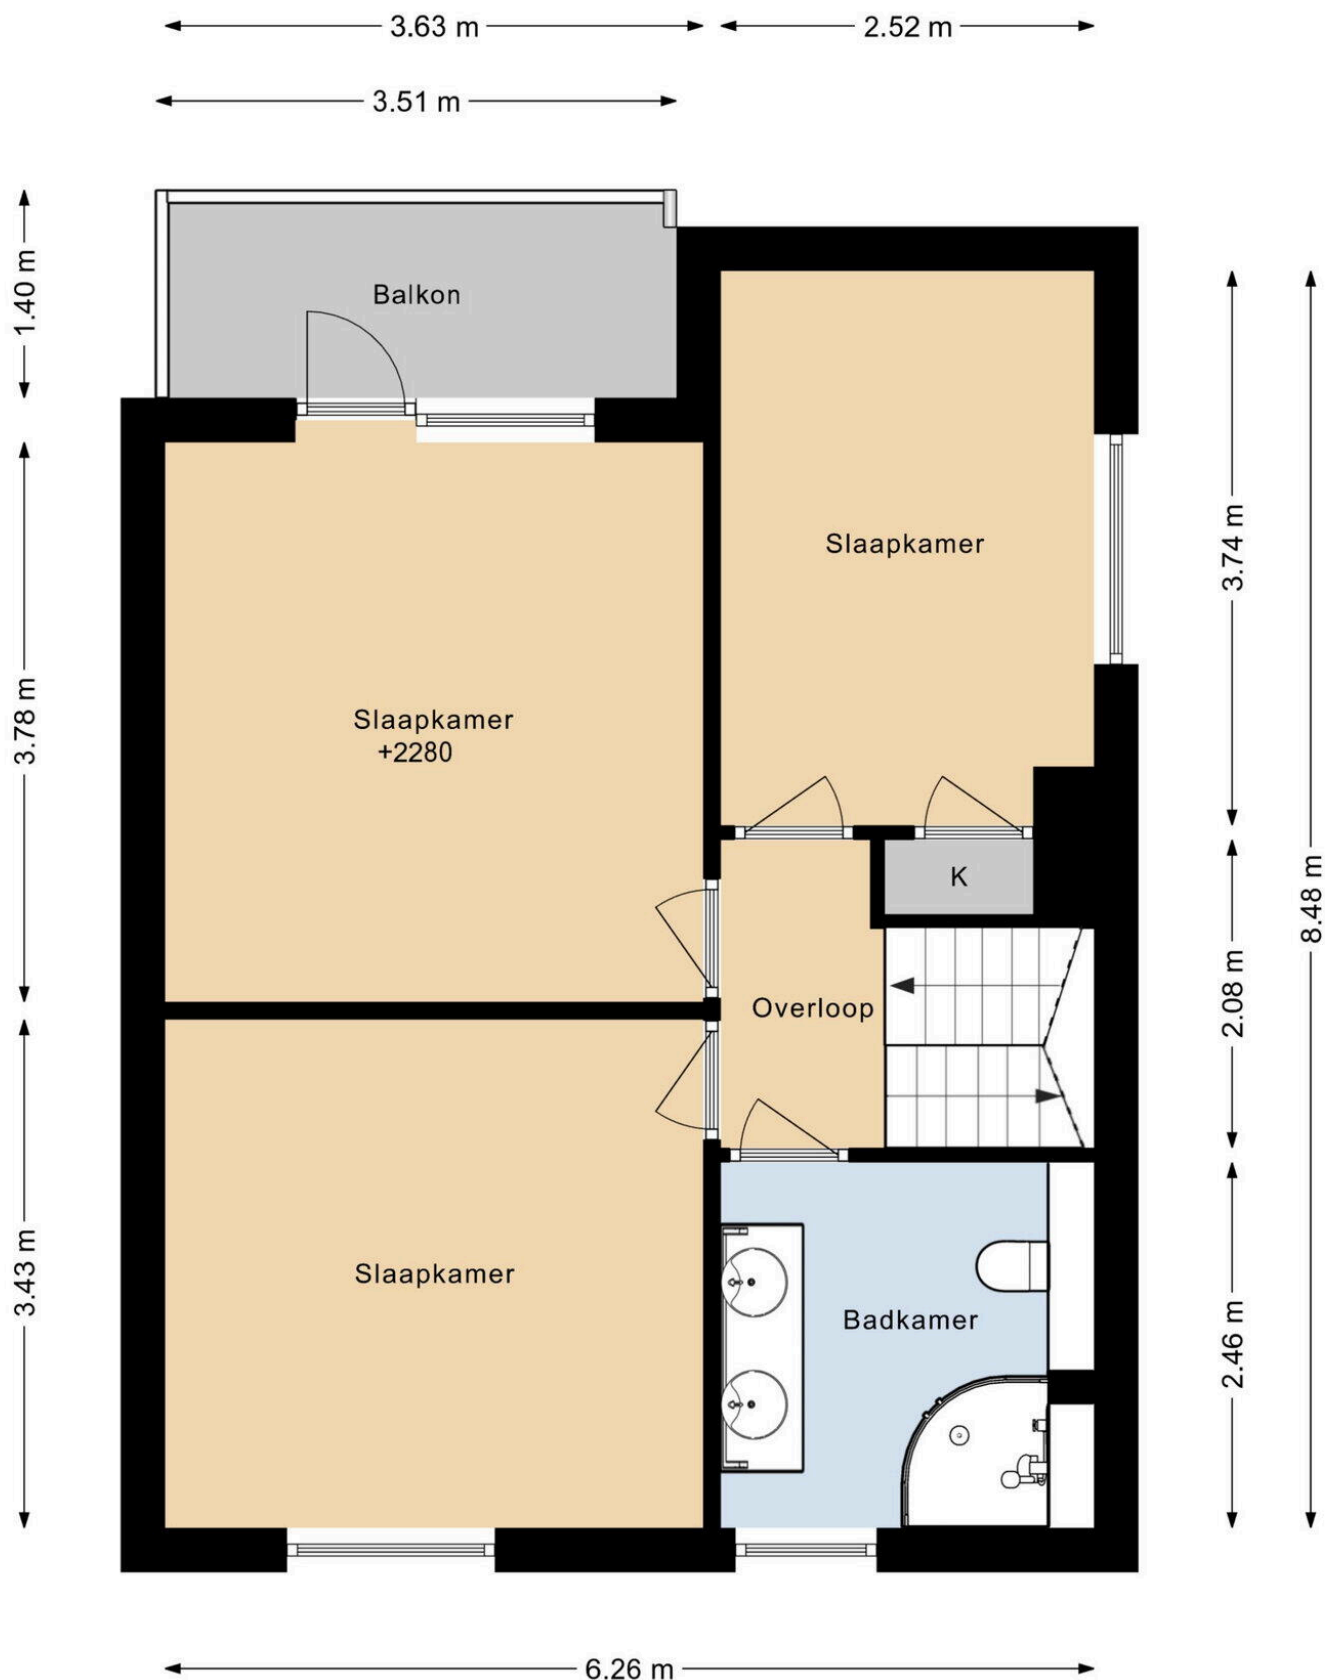 3.63 m
2.52 m
3.51 m
1.40 m
Balkon
Slaapkamer
3.74 m
3.78 m
Slaapkamer
+2280
K
8.48 m
2.08 m
Overloop
3.43 m
Slaapkamer
Badkamer
2.46 m
6.26 m